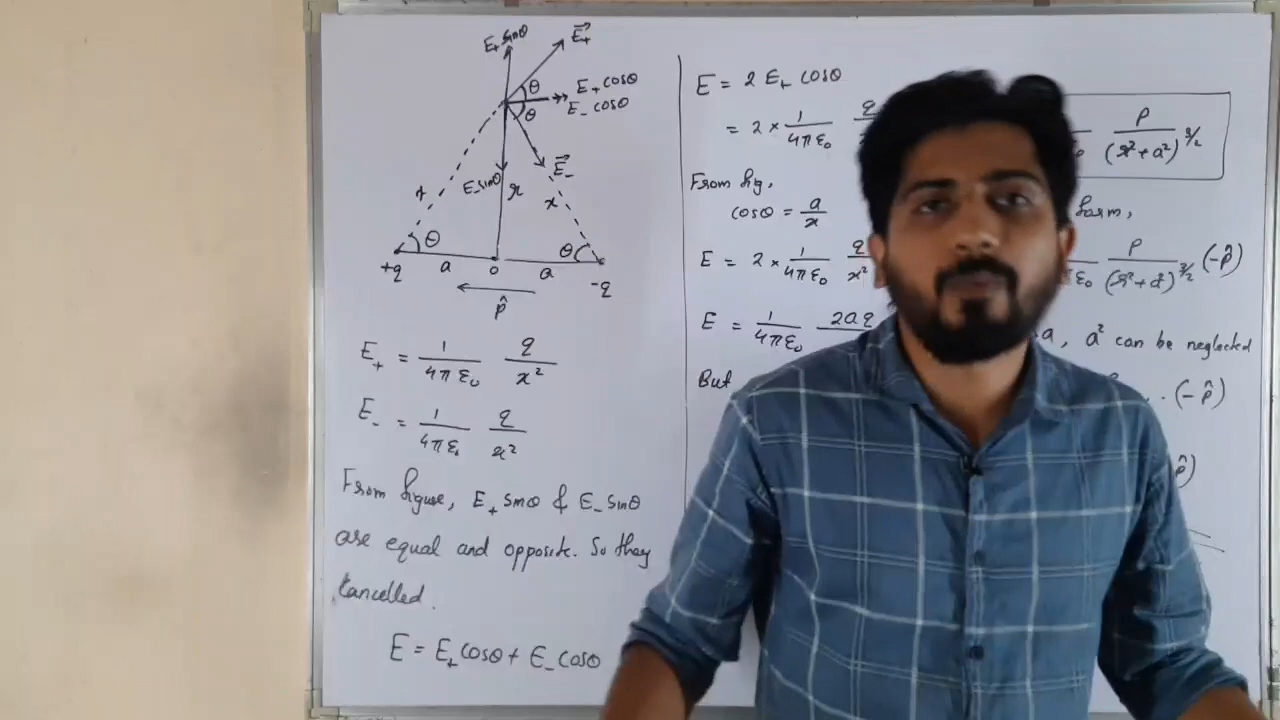 E₊ sinθ
E⃗₊
θ
E₊ cosθ
E₋ cosθ
θ
E⃗₋
E₋ sinθ
r
x
x
θ
θ
+q
a
o
a
-q
p̂
E₊ = 1/4πε₀ q/x²
E₋ = 1/4πε₀ q/x²
From figure, E₊ sinθ & E₋ sinθ
are equal and opposite. So they
cancelled.
E = E₊ cosθ + E₋ cosθ
E = 2 E₊ cosθ
= 2 × 1/4πε₀ q
From fig,
cosθ = a/x
E = 2 × 1/4πε₀ q/x²
E = 1/4πε₀ 2aq
But
p/(r²+a²)^3/2
form,
ε₀ p/(r²+a²)^3/2 (-p̂)
a, a² can be neglected
. . (-p̂)
p̂)